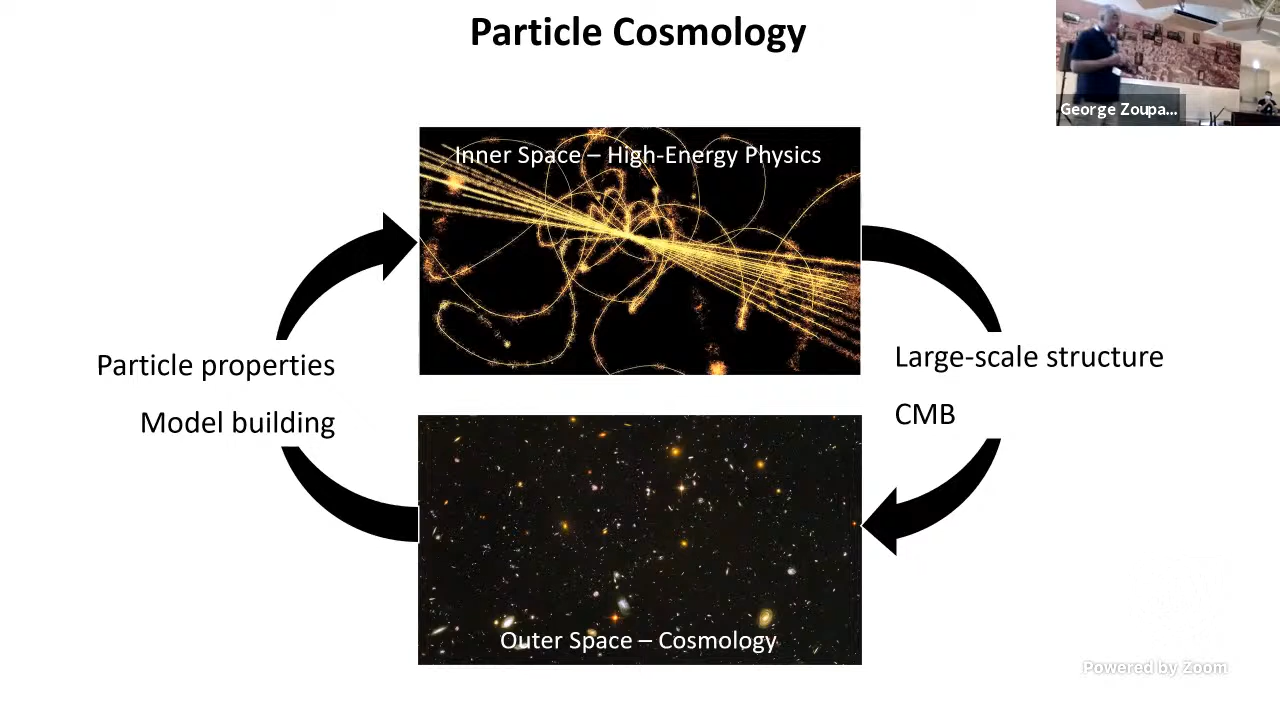 Particle Cosmology
George Zoupa...
Inner Space – High-Energy Physics
Particle properties
Model building
Large-scale structure
CMB
Outer Space – Cosmology
Powered by Zoom